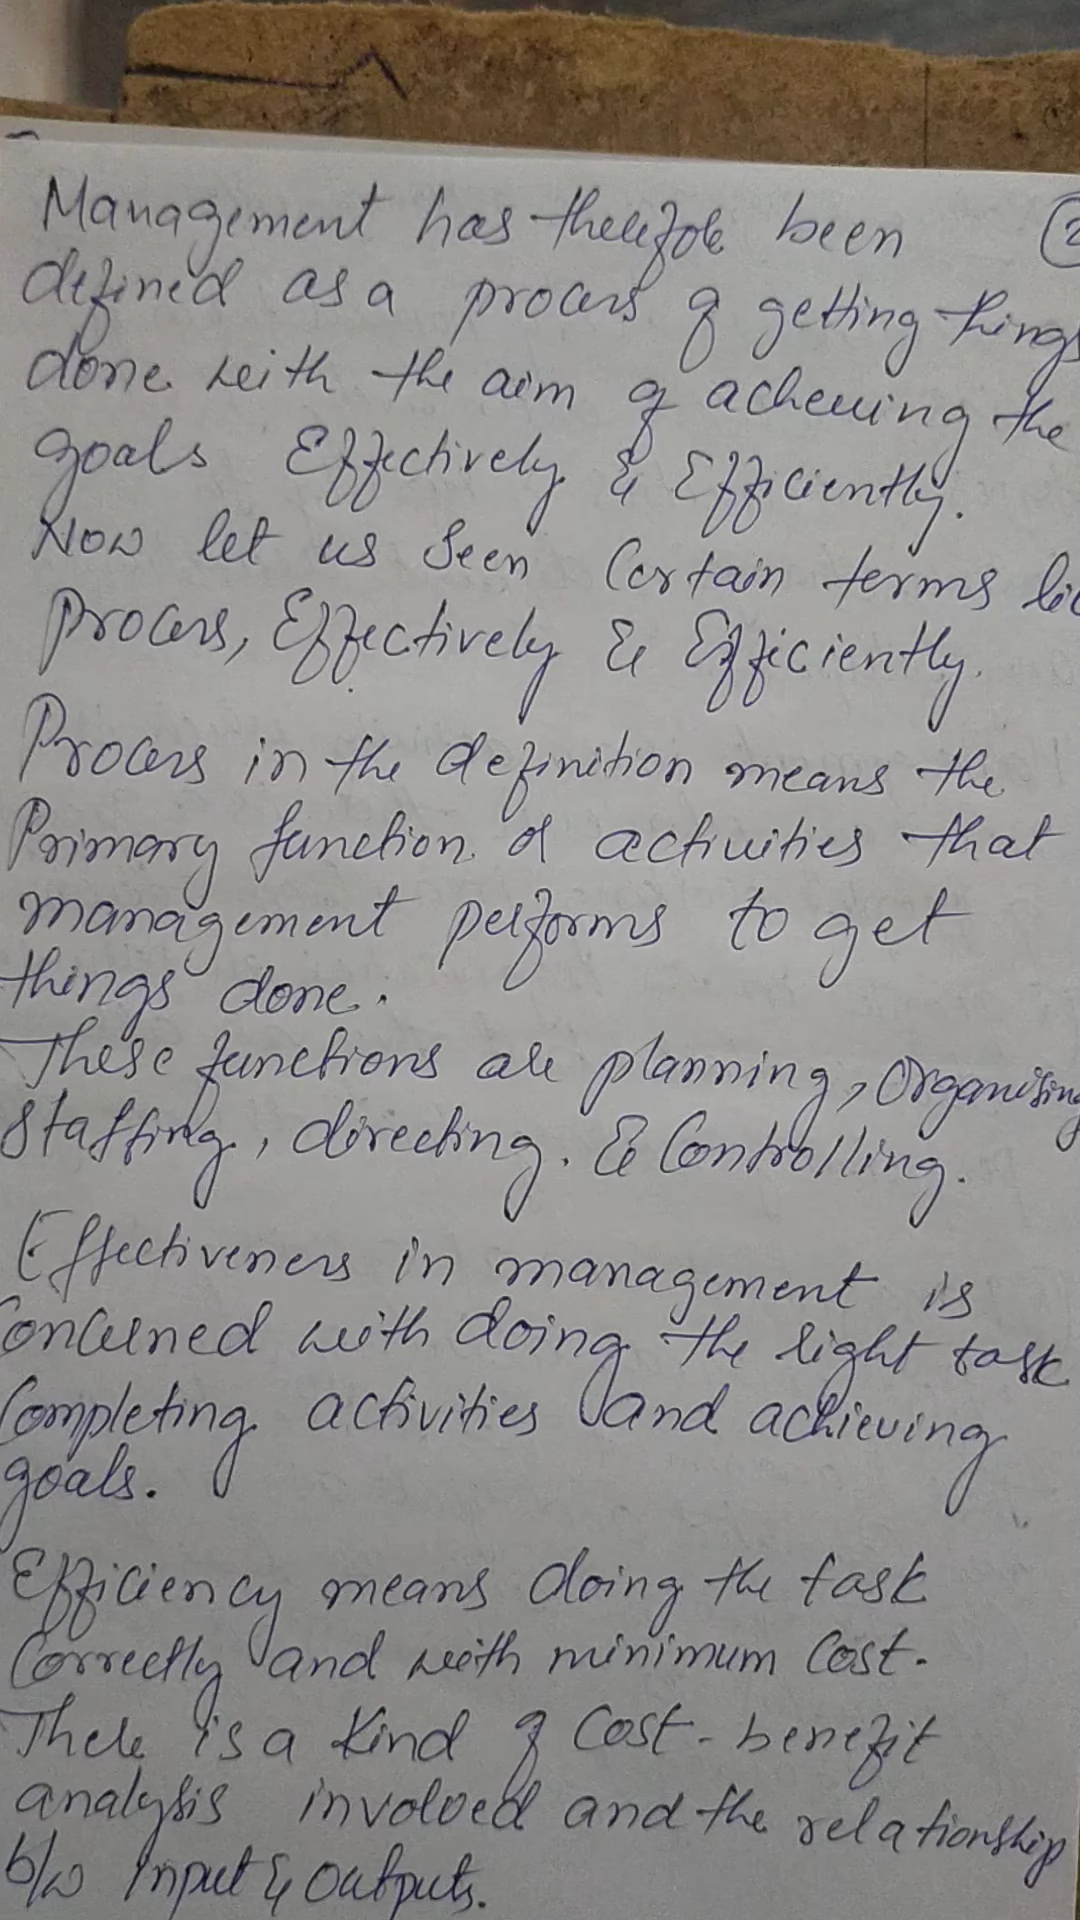 Management has therefore been
defined as a process of getting things
done with the aim of acheving the
goals Effectively & Efficiently.
Now let us Seen Certain terms
Process, Effectively & Efficiently.
Process in the definition means the
Primary function or activities that
management performs to get
things done.
These functions are planning, Organising
Staffing, directing. & Controlling.
Effectiveness in management is
Concerned with doing the right task
Completing activities and achieving
goals.
Efficiency means doing the task
Correctly and with minimum Cost.
There is a Kind of Cost-benefit
analysis involved and the relationship
b/w Input & outputs.